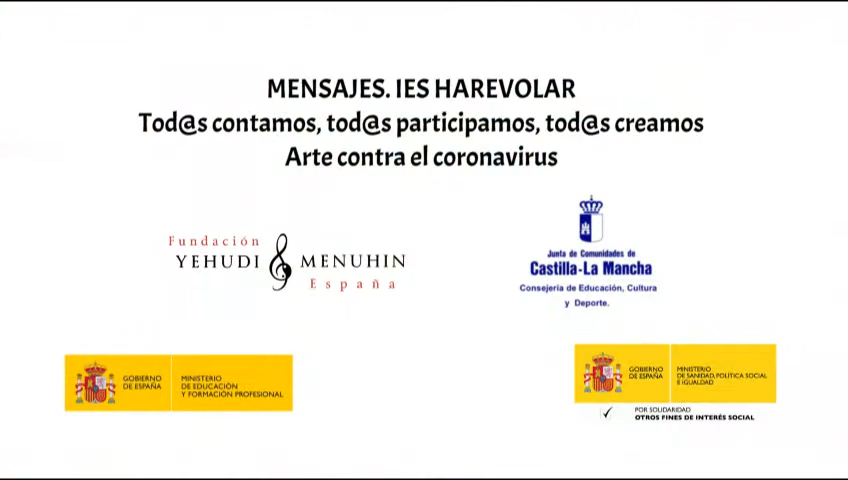 MENSAJES. IES HAREVOLAR
Tod@s contamos, tod@s participamos, tod@s creamos
Arte contra el coronavirus
Fundación
YEHUDI MENUHIN
España
Junta de Comunidades de
Castilla-La Mancha
Consejería de Educación, Cultura
y Deporte.
GOBIERNO
DE ESPAÑA
MINISTERIO
DE EDUCACIÓN
Y FORMACIÓN PROFESIONAL
GOBIERNO
DE ESPAÑA
MINISTERIO
DE SANIDAD, POLÍTICA SOCIAL
E IGUALDAD
POR SOLIDARIDAD
OTROS FINES DE INTERÉS SOCIAL